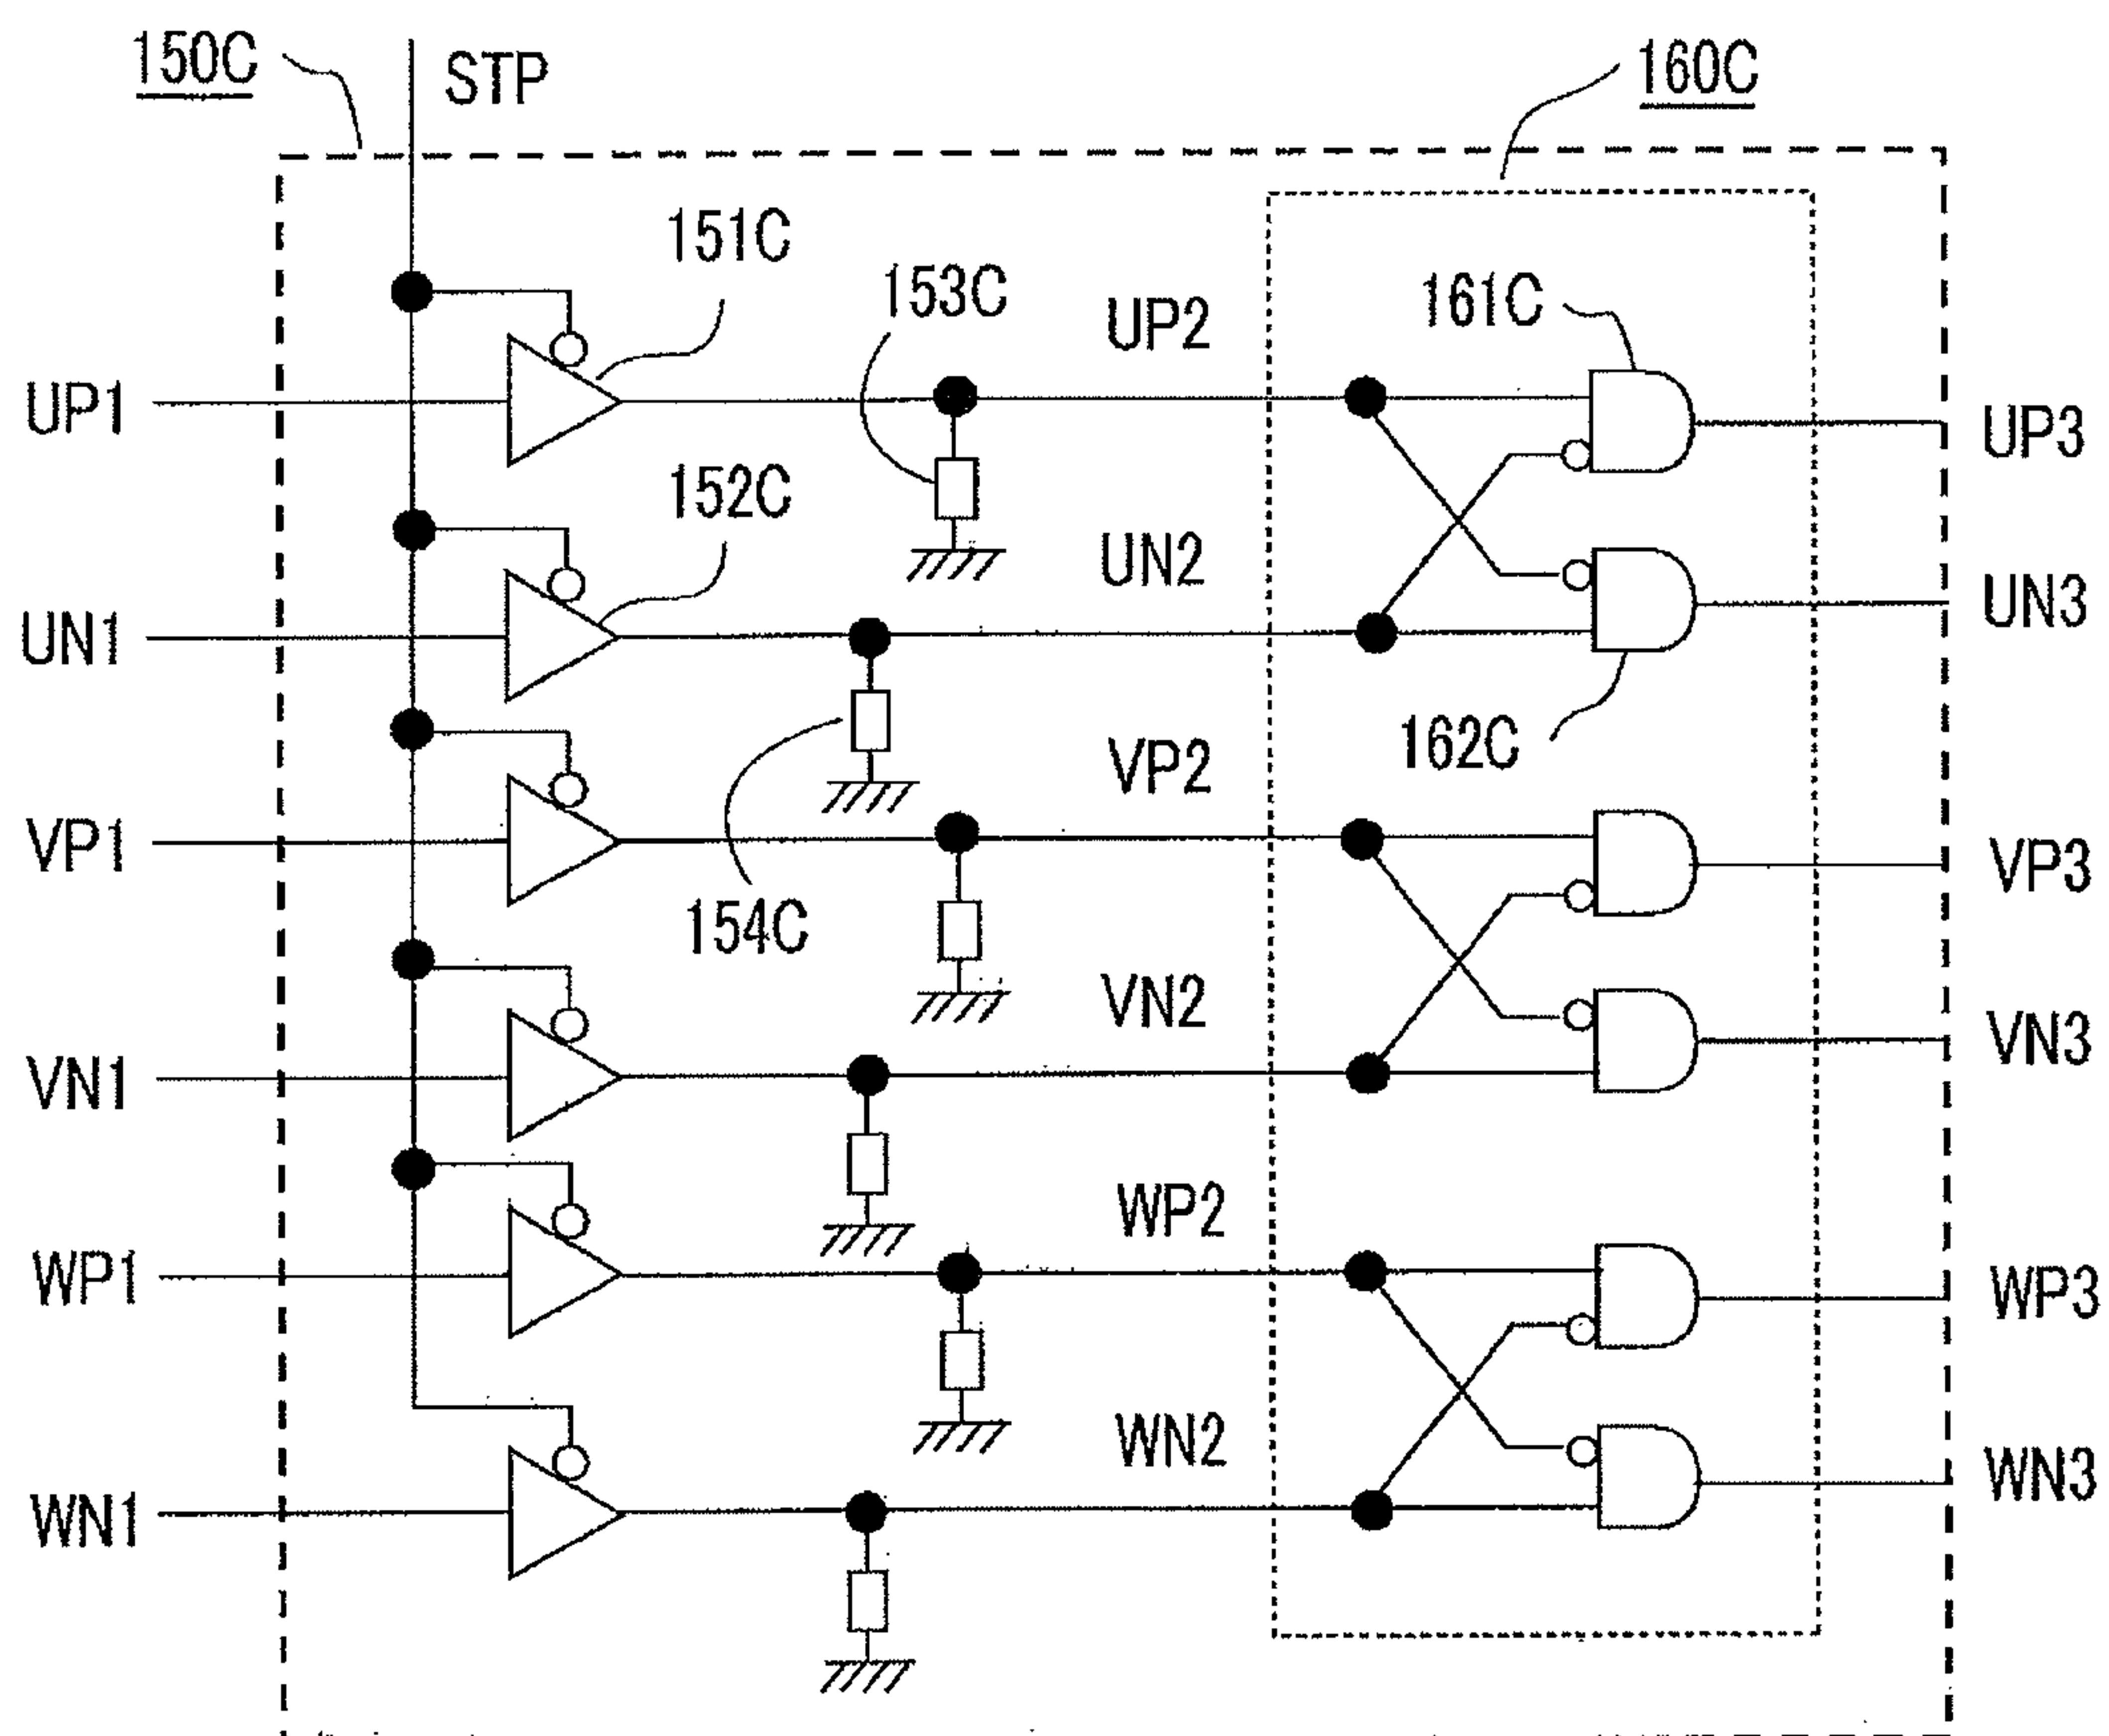 150C
STP
160C
151C
153C
UP2
161C
UP1
UP3
152C
UN2
UN1
UN3
162C
VP2
VP1
VP3
154C
VN2
VN1
VN3
WP2
WP1
WP3
WN2
WN1
WN3